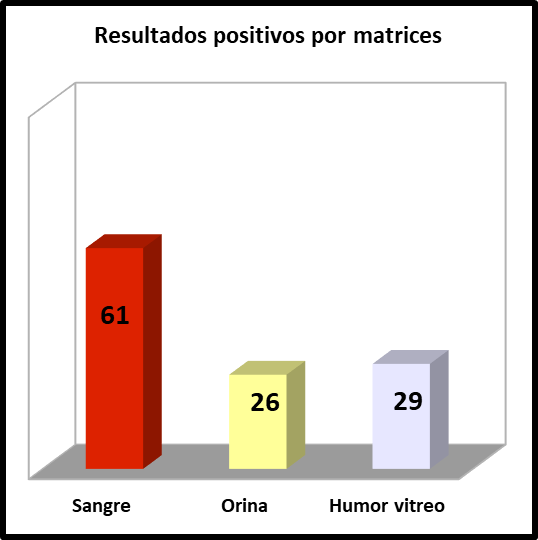 Resultados positivos por matrices
61
26
29
Sangre
Orina
Humor vitreo